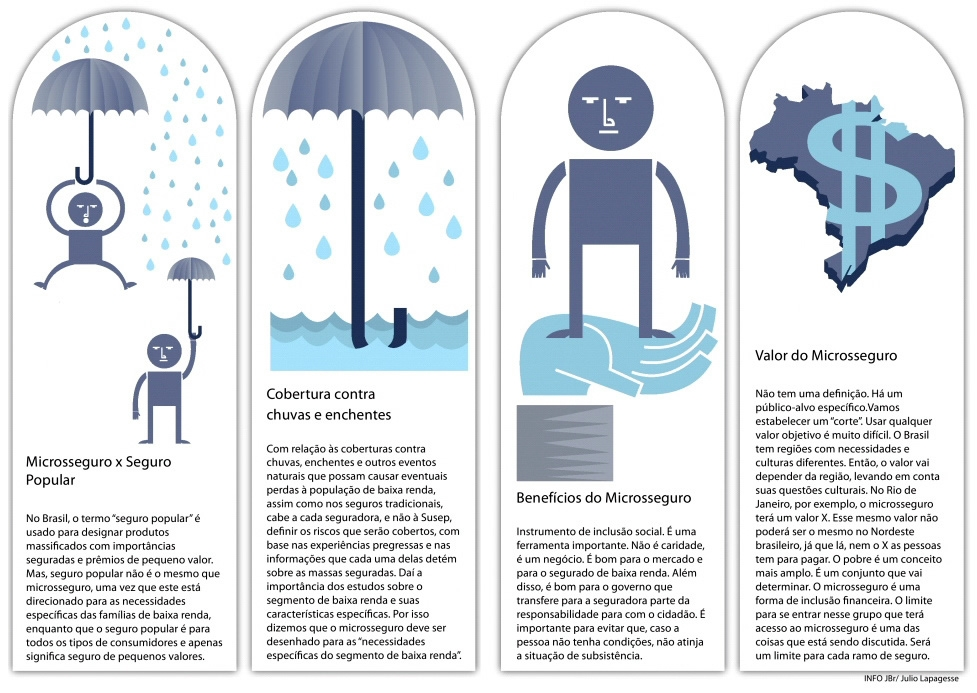 Microsseguro x Seguro
Popular
No Brasil, o termo “seguro popular” é
usado para designar produtos
massificados com importâncias
seguradas e prêmios de pequeno valor.
Mas, seguro popular não é o mesmo que
microsseguro, uma vez que este está
direcionado para as necessidades
específicas das famílias de baixa renda,
enquanto que o seguro popular é para
todos os tipos de consumidores e apenas
significa seguro de pequenos valores.
Cobertura contra
chuvas e enchentes
Com relação às coberturas contra
chuvas, enchentes e outros eventos
naturais que possam causar eventuais
perdas à população de baixa renda,
assim como nos seguros tradicionais,
cabe a cada seguradora, e não à Susep,
definir os riscos que serão cobertos, com
base nas experiências pregressas e nas
informações que cada uma delas detém
sobre as massas seguradas. Daí a
importância dos estudos sobre o
segmento de baixa renda e suas
características específicas. Por isso
dizemos que o microsseguro deve ser
desenhado para as “necessidades
específicas do segmento de baixa renda”.
Benefícios do Microsseguro
Instrumento de inclusão social. É uma
ferramenta importante. Não é caridade,
é um negócio. É bom para o mercado e
para o segurado de baixa renda. Além
disso, é bom para o governo que
transfere para a seguradora parte da
responsabilidade para com o cidadão. É
importante para evitar que, caso a
pessoa não tenha condições, não atinja
a situação de subsistência.
Valor do Microsseguro
Não tem uma definição. Há um
público-alvo específico.Vamos
estabelecer um “corte”. Usar qualquer
valor objetivo é muito difícil. O Brasil
tem regiões com necessidades e
culturas diferentes. Então, o valor vai
depender da região, levando em conta
suas questões culturais. No Rio de
Janeiro, por exemplo, o microsseguro
terá um valor X. Esse mesmo valor não
poderá ser o mesmo no Nordeste
brasileiro, já que lá, nem o X as pessoas
tem para pagar. O pobre é um conceito
mais amplo. É um conjunto que vai
determinar. O microsseguro é uma
forma de inclusão financeira. O limite
para se entrar nesse grupo que terá
acesso ao microsseguro é uma das
coisas que está sendo discutida. Será
um limite para cada ramo de seguro.
INFO JBr/ Julio Lapagesse